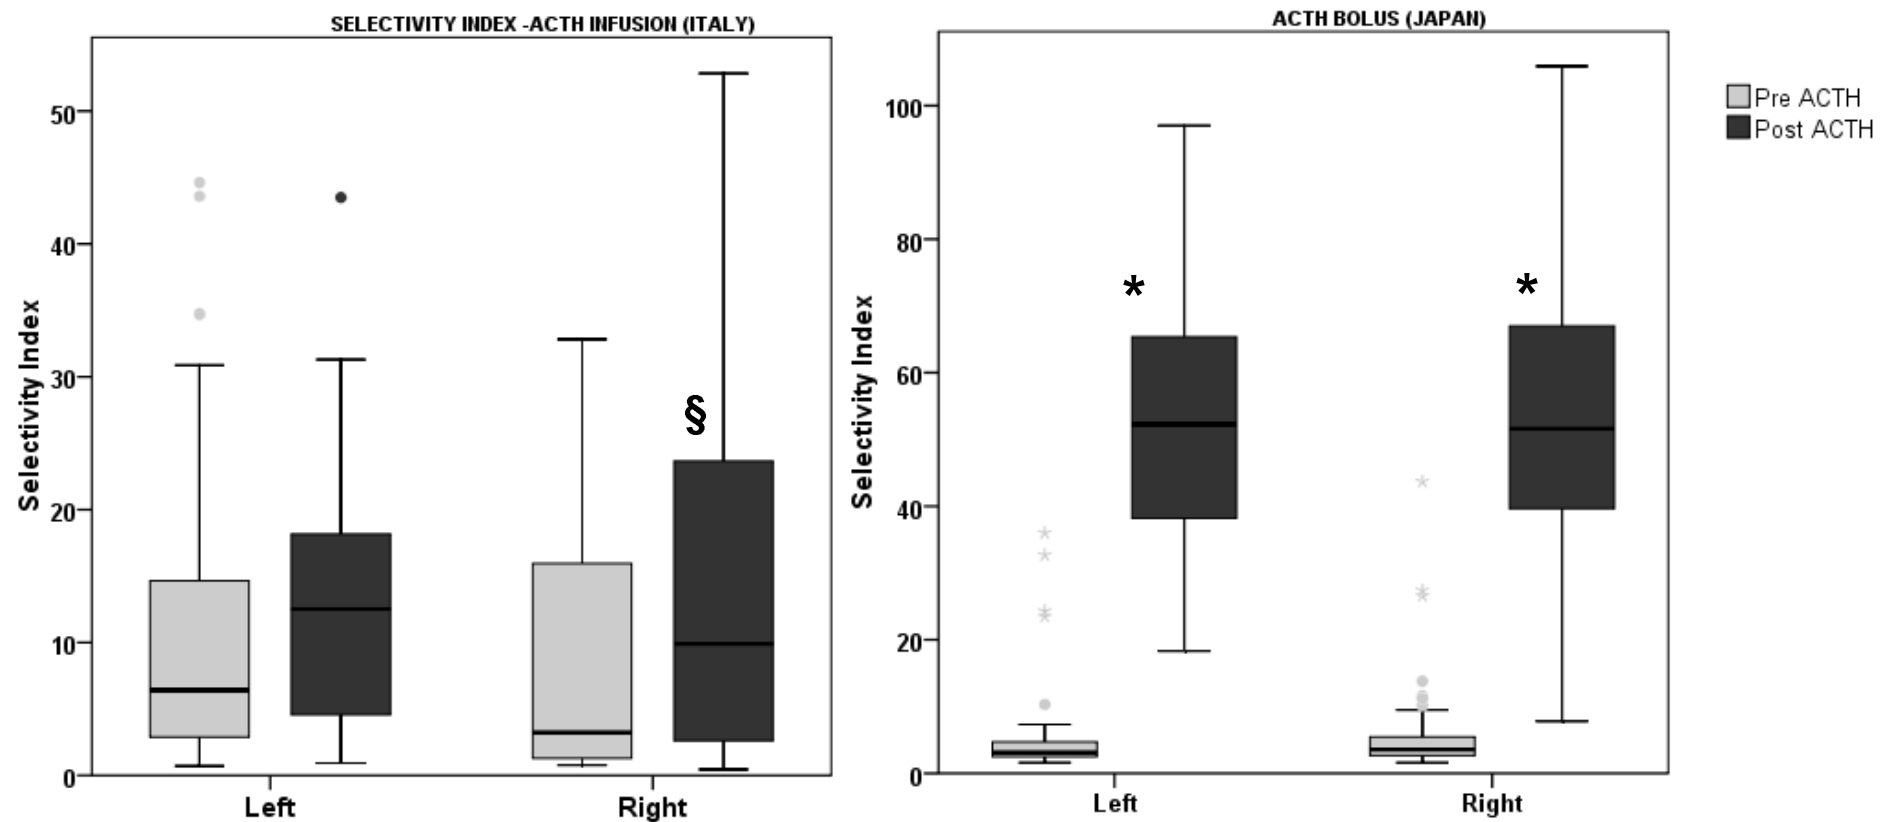 SELECTIVITY INDEX -ACTH INFUSION (ITALY)
Selectivity Index
50
40
30
20
10
0
§
Left
Right
ACTH BOLUS (JAPAN)
Selectivity Index
100
80
60
40
20
0
*
*
Left
Right
Pre ACTH
Post ACTH